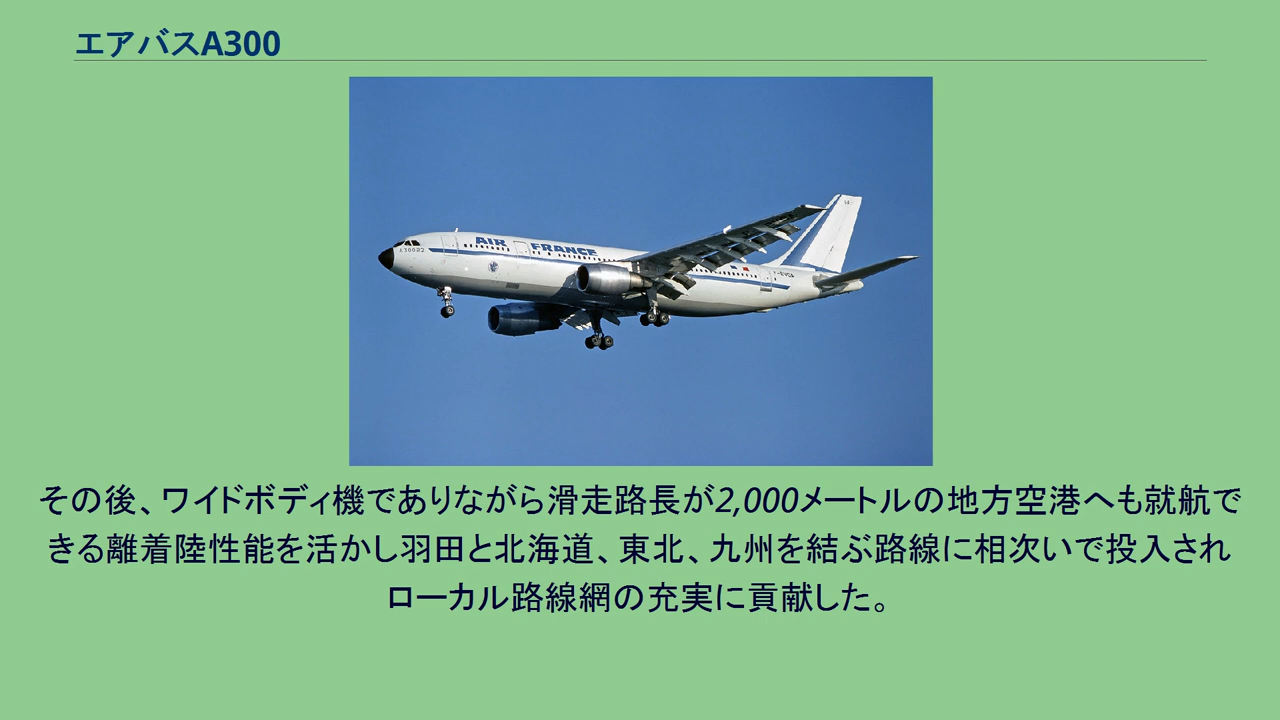 エアバスA300
AIR FRANCE
その後、ワイドボディ機でありながら滑走路長が2,000メートルの地方空港へも就航で
きる離着陸性能を活かし羽田と北海道、東北、九州を結ぶ路線に相次いで投入され
ローカル路線網の充実に貢献した。